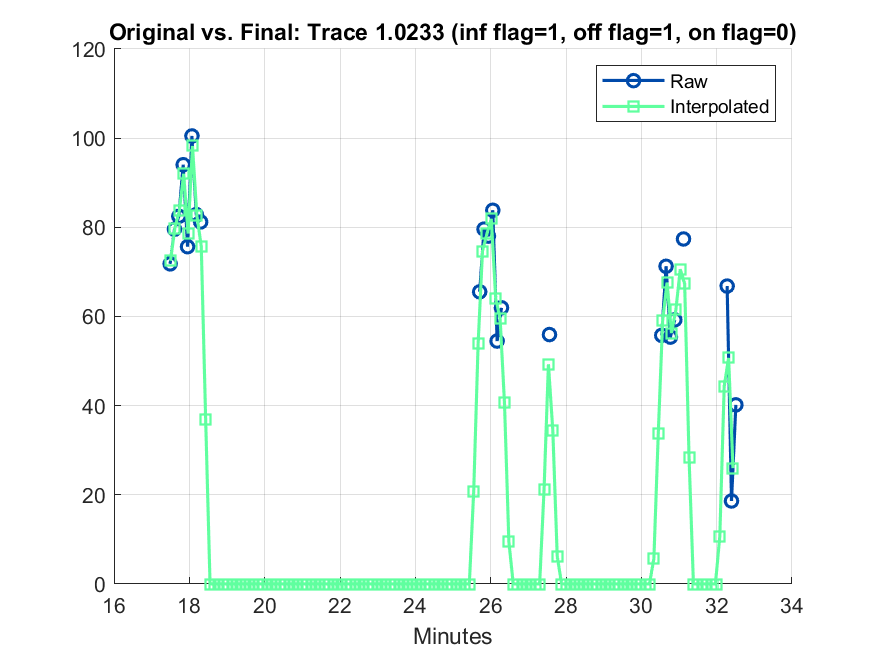 Original vs. Final: Trace 1.0233 (inf flag=1, off flag=1, on flag=0)
120
Raw
Interpolated
100
80
60
40
20
0
16 18 20 22 24 26 28 30 32 34
Minutes